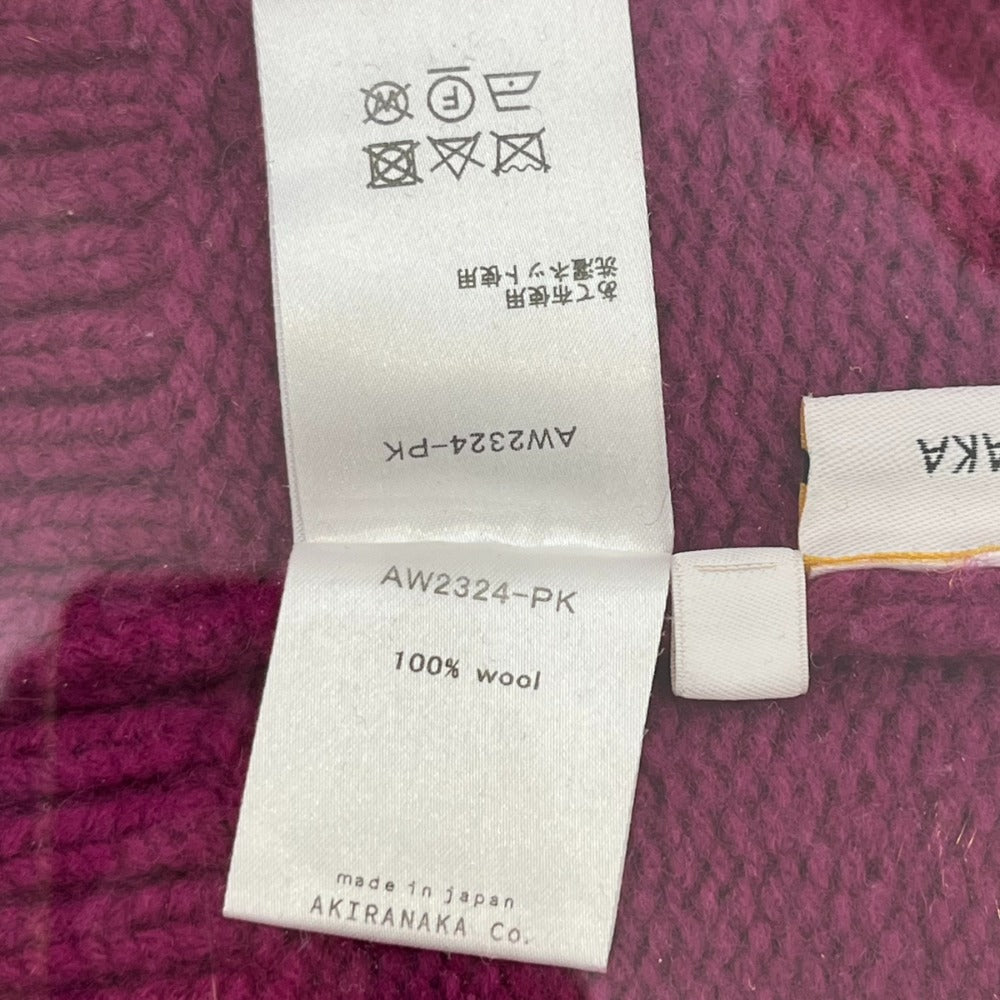 AW2324-PK
あて布使用
洗濯ネット使用
F
W
AW2324-PK
100% wool
made in japan
AKIRANAKA Co.
AKA